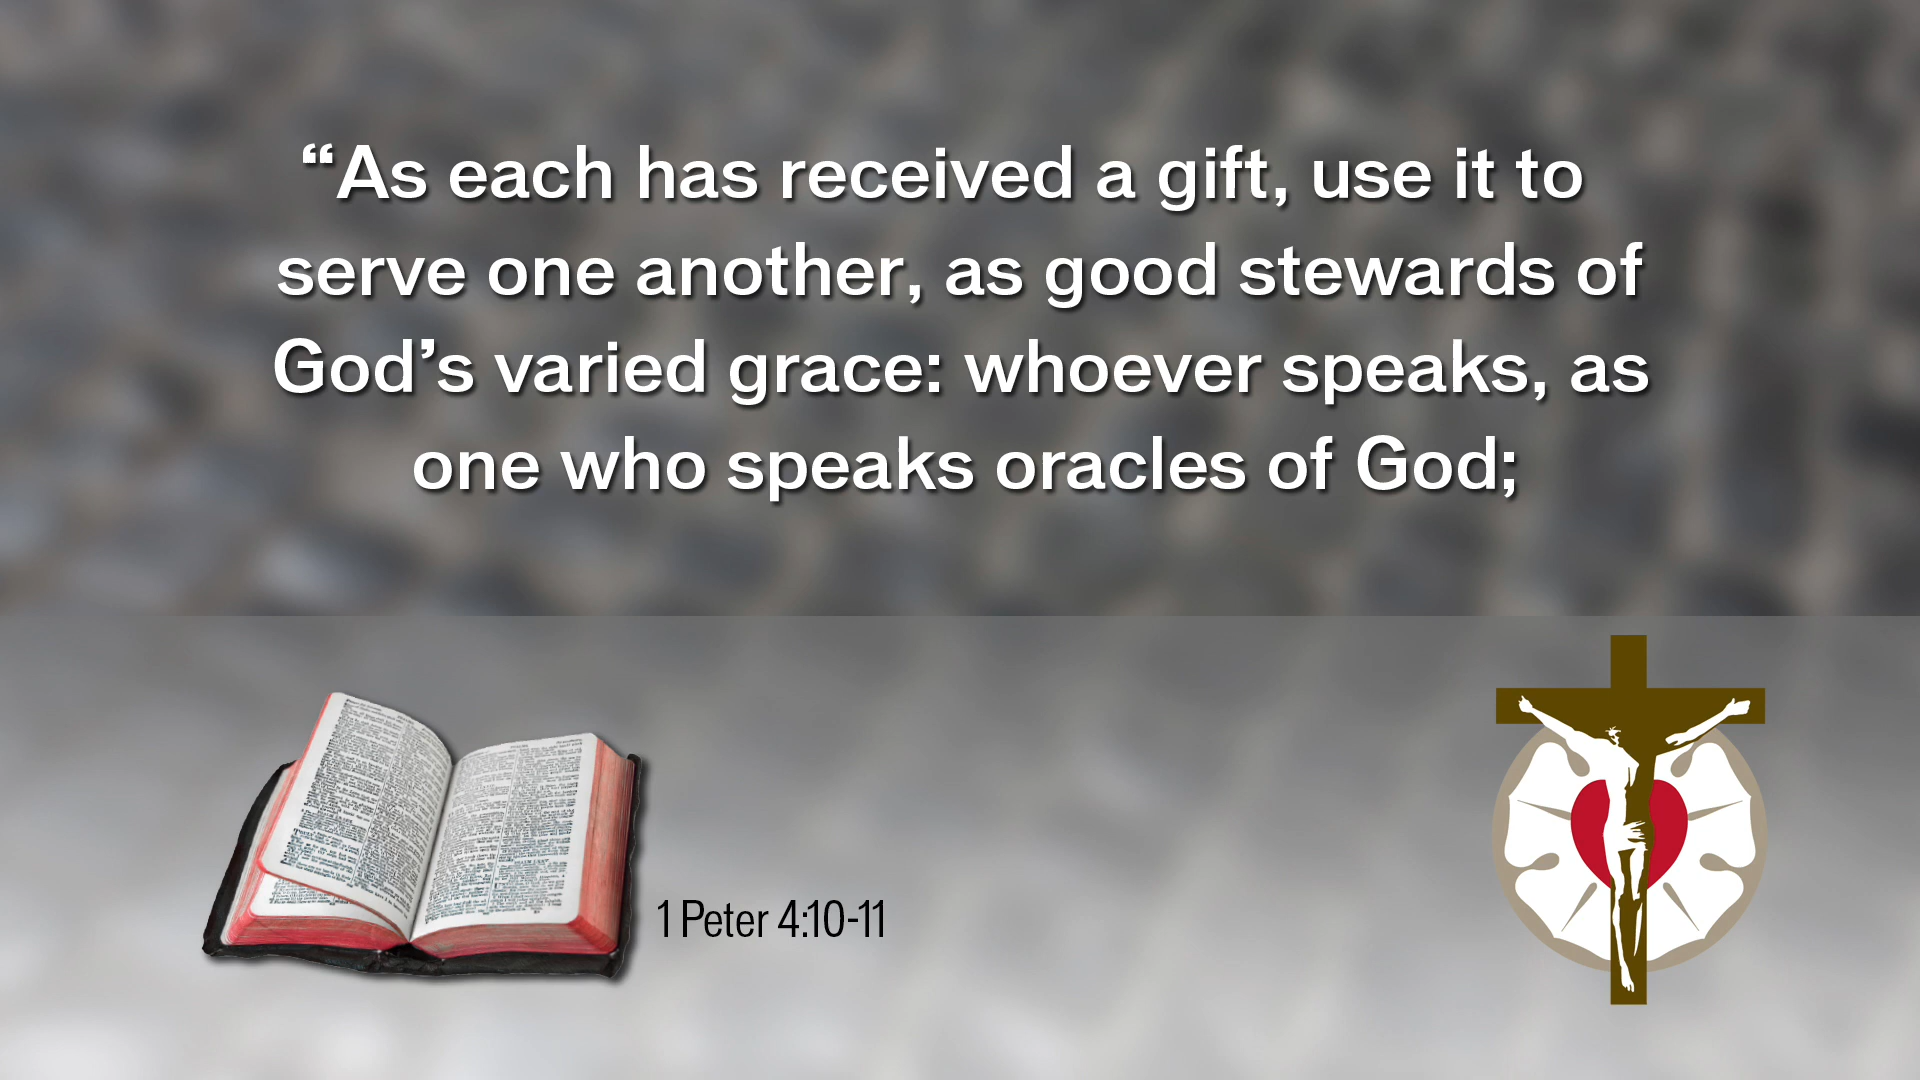 “As each has received a gift, use it to
serve one another, as good stewards of
God’s varied grace: whoever speaks, as
one who speaks oracles of God;
1 Peter 4:10-11